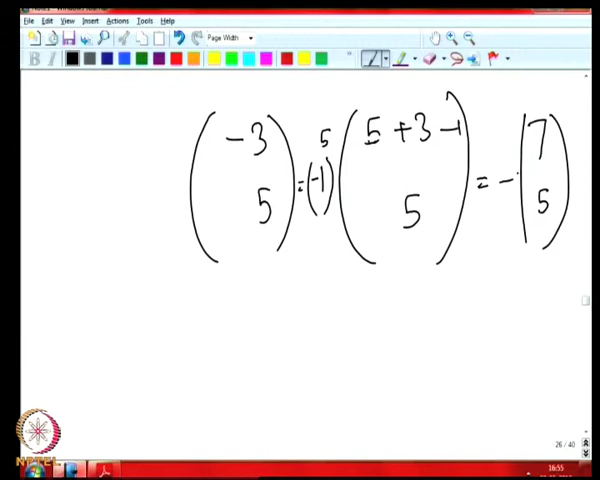 File Edit View Insert Actions Tools Help
Page Width
B I
(-3 5) = (-1)^5 (5 + 3 - 1 5) = - (7 5)
26 / 40
NPTEL
16:55